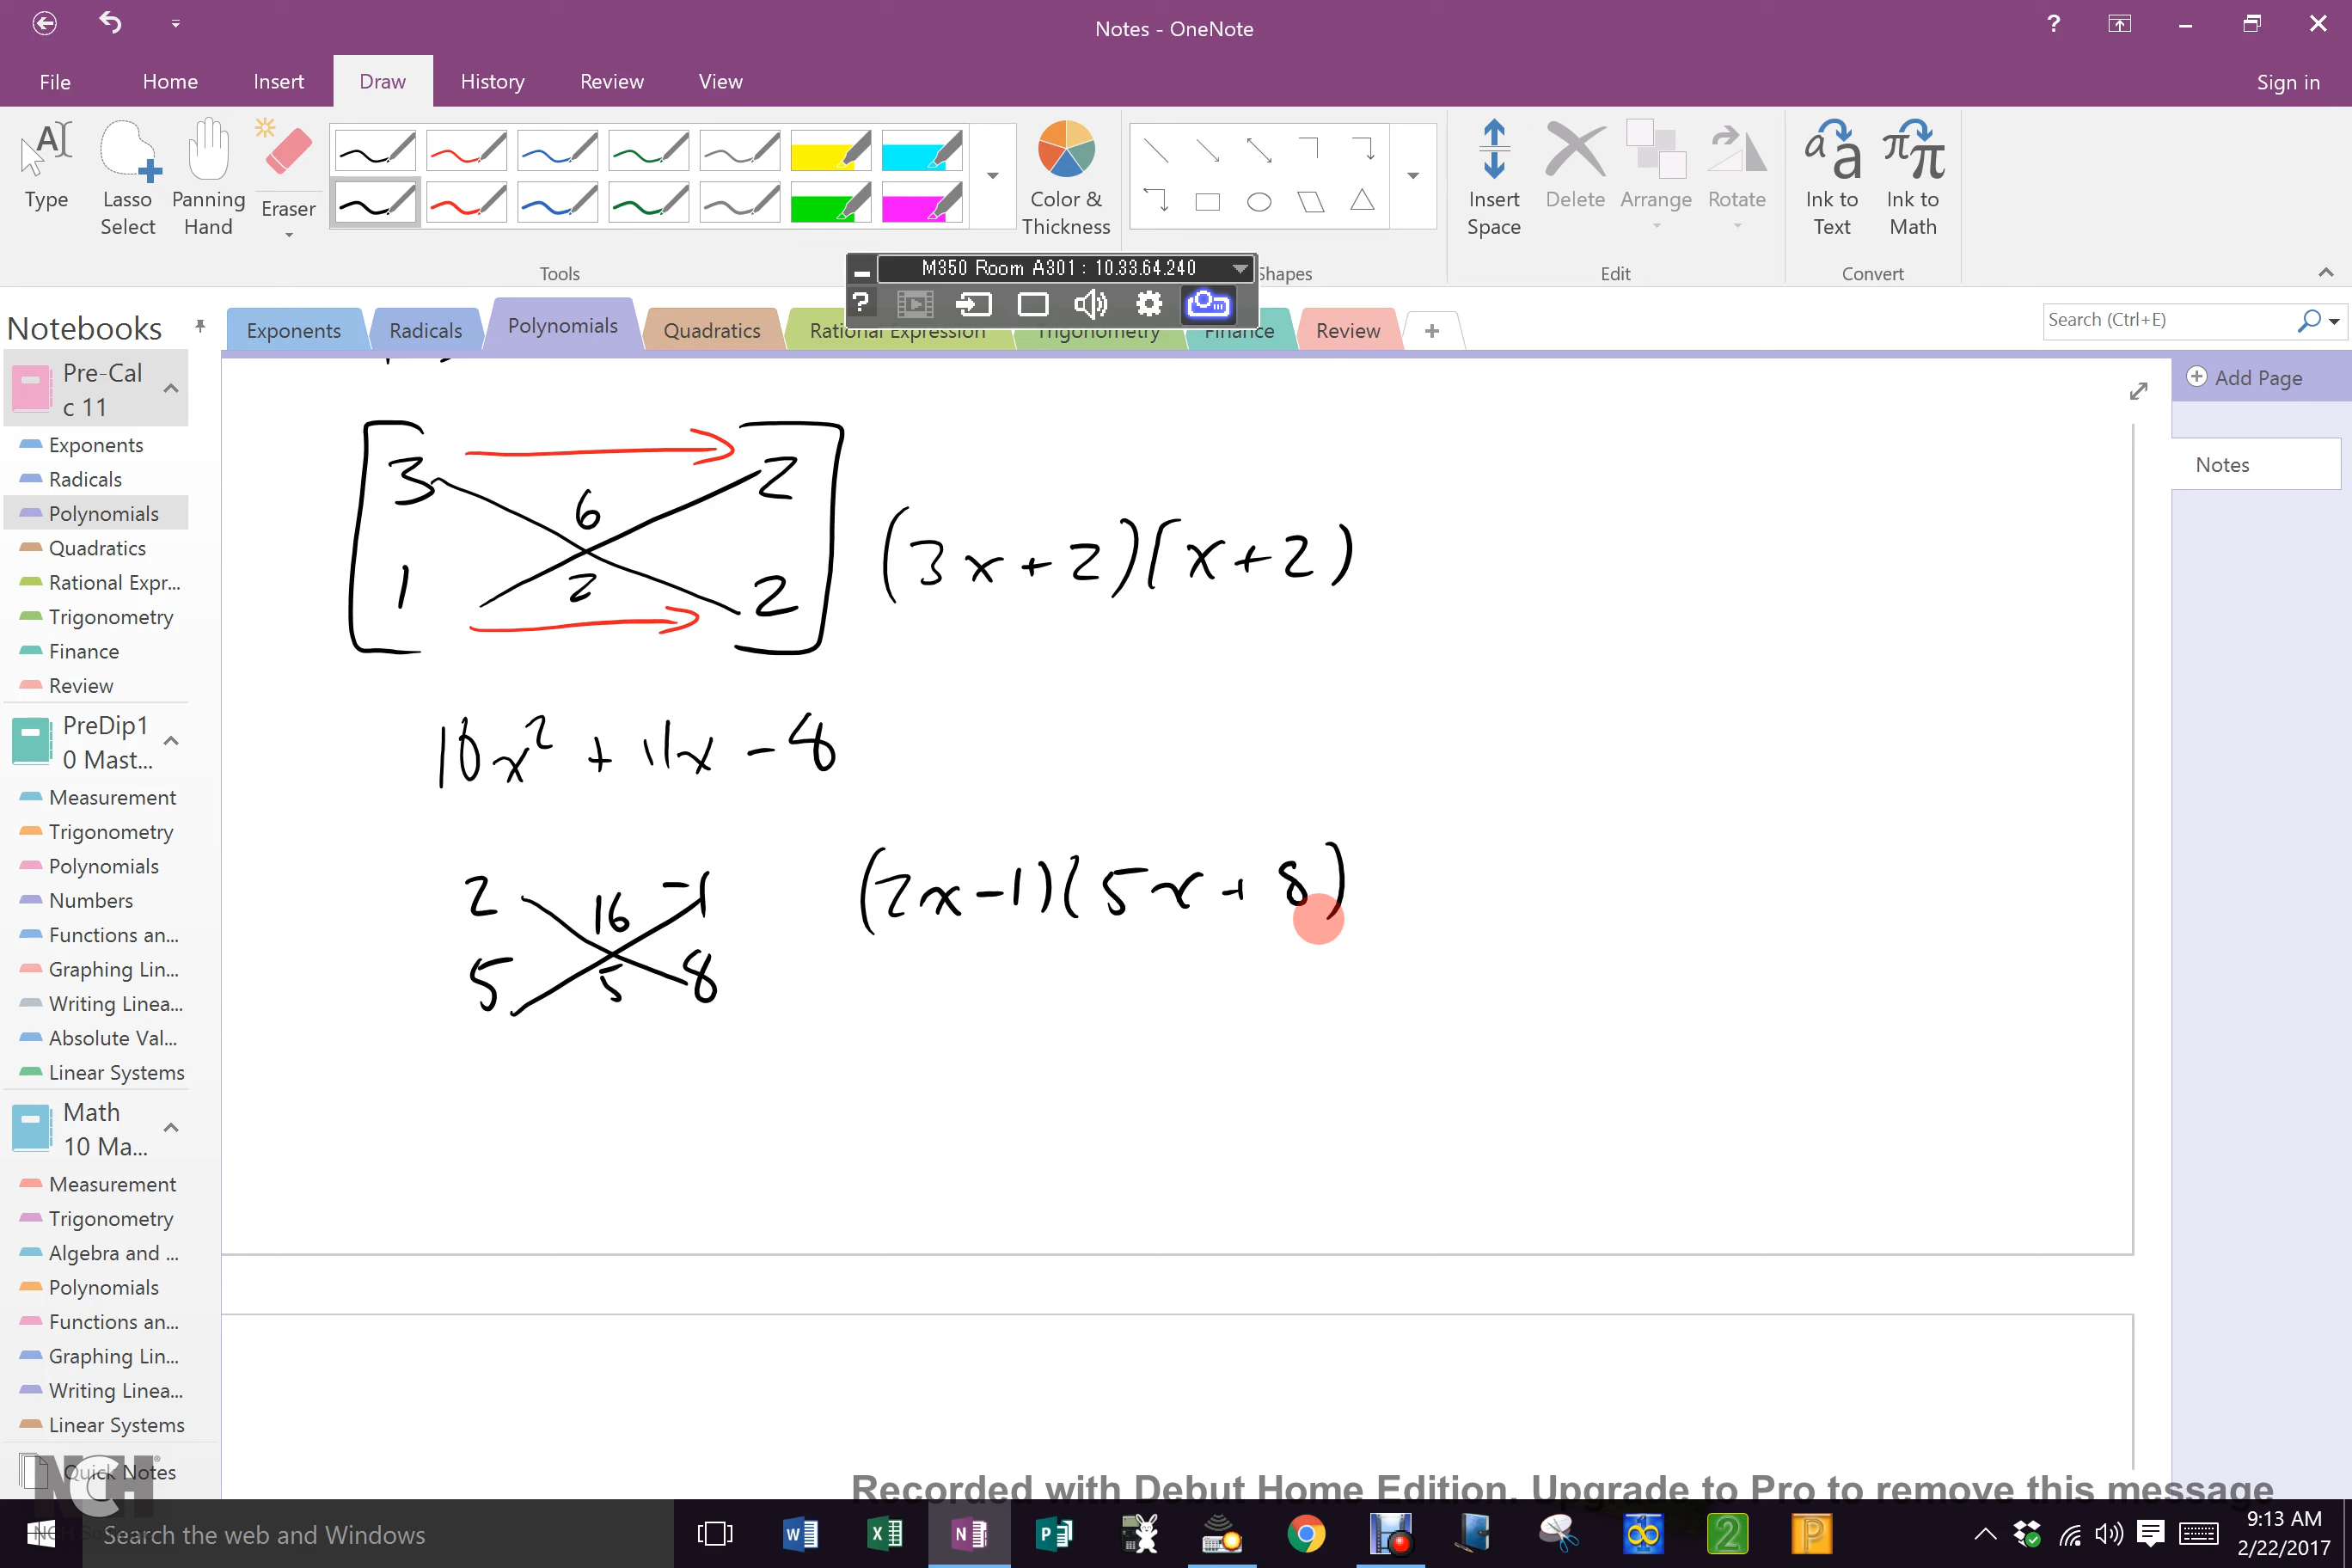 Notes - OneNote
?
File Home Insert Draw History Review View Sign in
Type
Lasso Select
Panning Hand
Eraser
Color & Thickness
Insert Space
Delete
Arrange
Rotate
Ink to Text
Ink to Math
Tools
Shapes
Edit
Convert
M350 Room A301 : 10.33.64.240
?
Notebooks
Exponents Radicals Polynomials Quadratics Rational Expression Trigonometry Finance Review +
Search (Ctrl+E)
Pre-Cal
c 11
Exponents
Radicals
Polynomials
Quadratics
Rational Expr...
Trigonometry
Finance
Review
PreDip1
0 Mast...
Measurement
Trigonometry
Polynomials
Numbers
Functions an...
Graphing Lin...
Writing Linea...
Absolute Val...
Linear Systems
Math
10 Ma...
Measurement
Trigonometry
Algebra and ...
Polynomials
Functions an...
Graphing Lin...
Writing Linea...
Linear Systems
Quick Notes
Add Page
Notes
3 2
6
1 2 2
(3x+2)(x+2)
10x² + 11x - 8
2 16 -1
5 5 8
(2x-1)(5x+8)
NCH
Recorded with Debut Home Edition. Upgrade to Pro to remove this message
Search the web and Windows
9:13 AM
2/22/2017